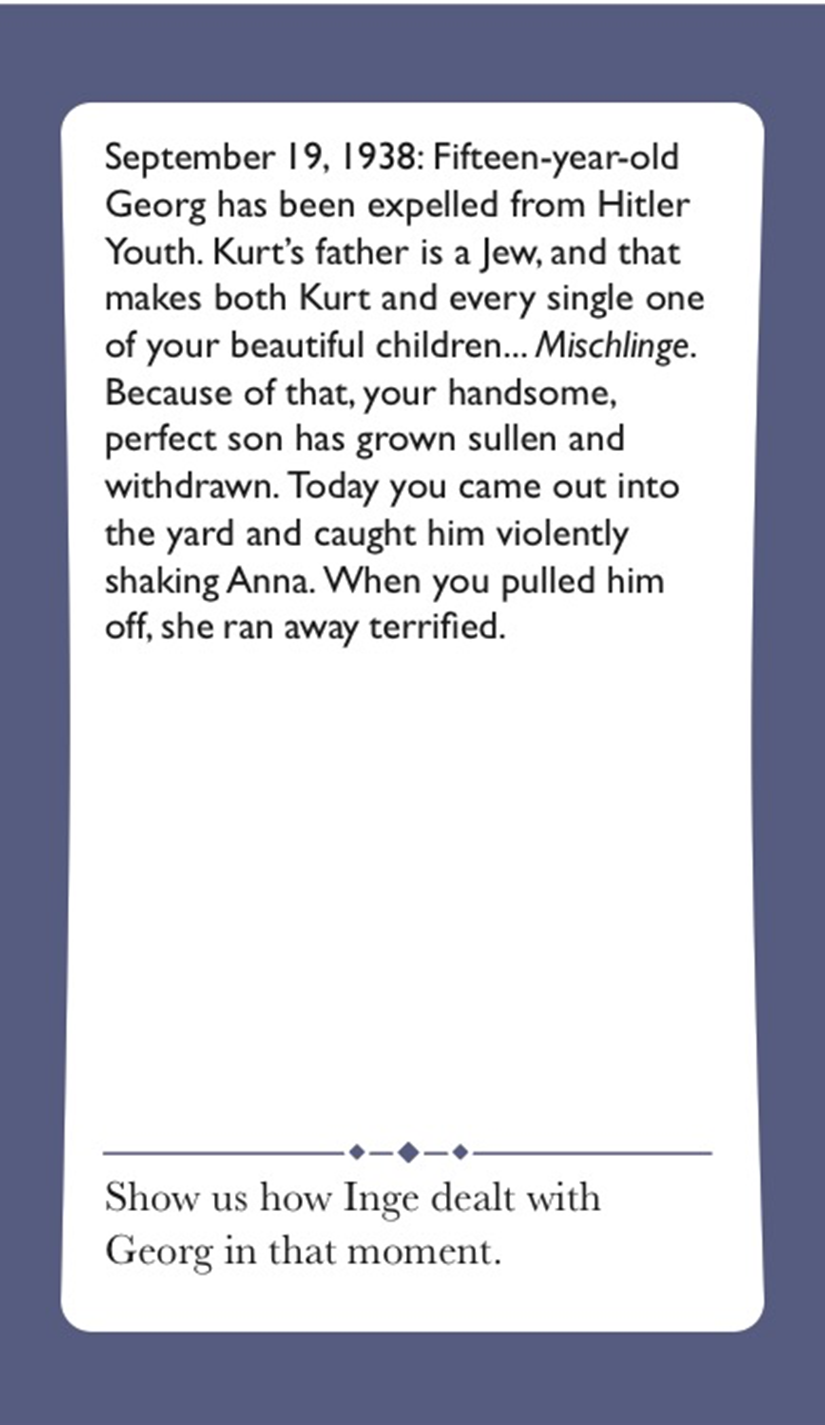 September 19, 1938: Fifteen-year-old
Georg has been expelled from Hitler
Youth. Kurt’s father is a Jew, and that
makes both Kurt and every single one
of your beautiful children... Mischlinge.
Because of that, your handsome,
perfect son has grown sullen and
withdrawn. Today you came out into
the yard and caught him violently
shaking Anna. When you pulled him
off, she ran away terrified.
Show us how Inge dealt with
Georg in that moment.